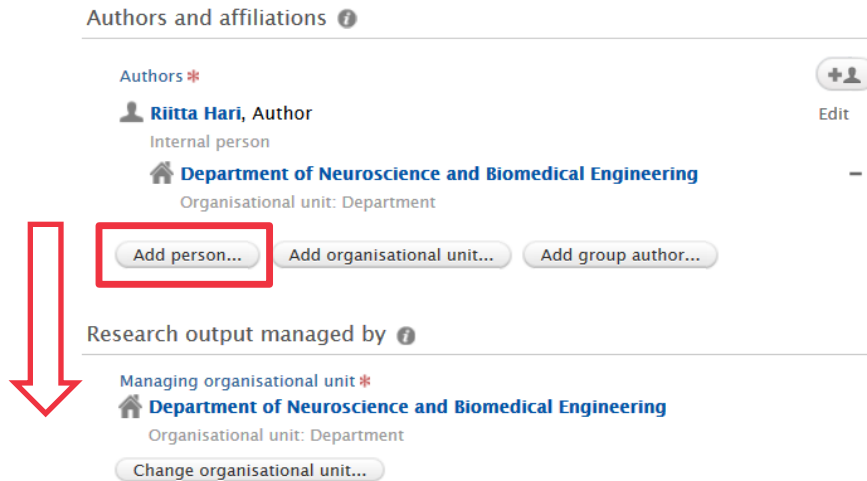 Authors and affiliations
Authors *
Riitta Hari, Author
Edit
Internal person
Department of Neuroscience and Biomedical Engineering
Organisational unit: Department
Add person... Add organisational unit... Add group author...
Research output managed by
Managing organisational unit *
Department of Neuroscience and Biomedical Engineering
Organisational unit: Department
Change organisational unit...